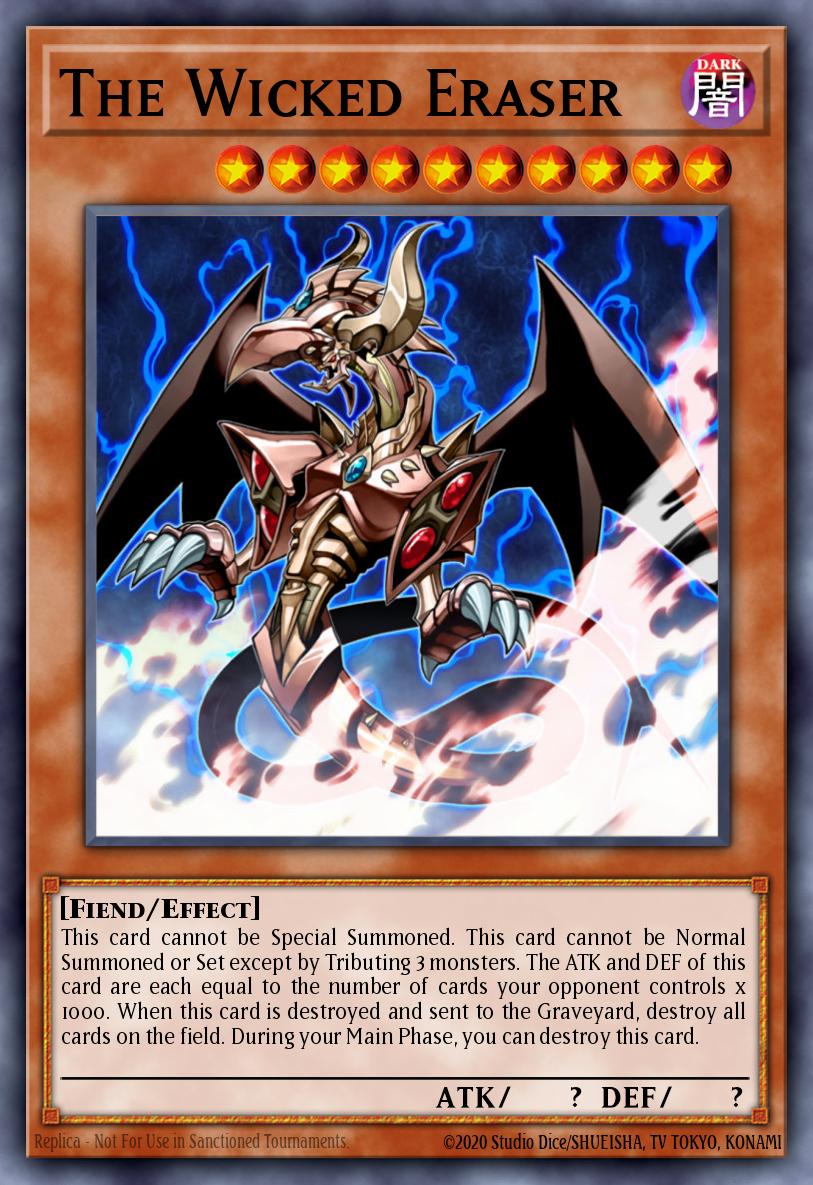 The Wicked Eraser
DARK
闇
[Fiend/Effect]
This card cannot be Special Summoned. This card cannot be Normal
Summoned or Set except by Tributing 3 monsters. The ATK and DEF of this
card are each equal to the number of cards your opponent controls x
1000. When this card is destroyed and sent to the Graveyard, destroy all
cards on the field. During your Main Phase, you can destroy this card.
ATK/ ? DEF/ ?
Replica - Not For Use in Sanctioned Tournaments.
©2020 Studio Dice/SHUEISHA, TV TOKYO, KONAMI